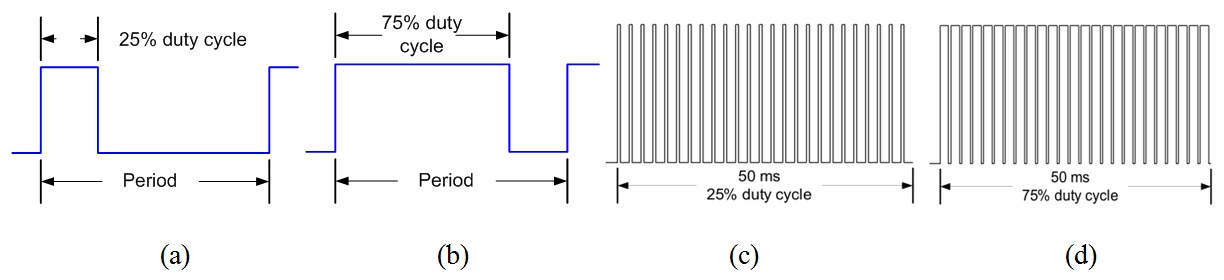 25% duty cycle
Period
(a)
75% duty
cycle
Period
(b)
50 ms
25% duty cycle
(c)
50 ms
75% duty cycle
(d)